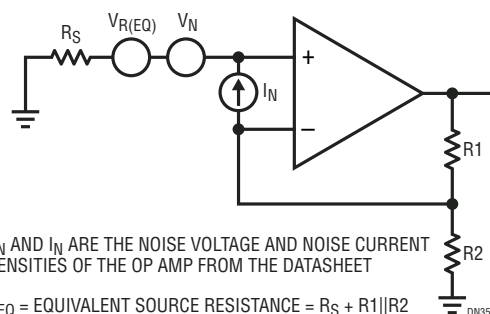 RS
VR(EQ)
VN
+
IN
–
R1
R2
N AND IN ARE THE NOISE VOLTAGE AND NOISE CURRENT
ENSITIES OF THE OP AMP FROM THE DATASHEET
EQ = EQUIVALENT SOURCE RESISTANCE = RS + R1||R2